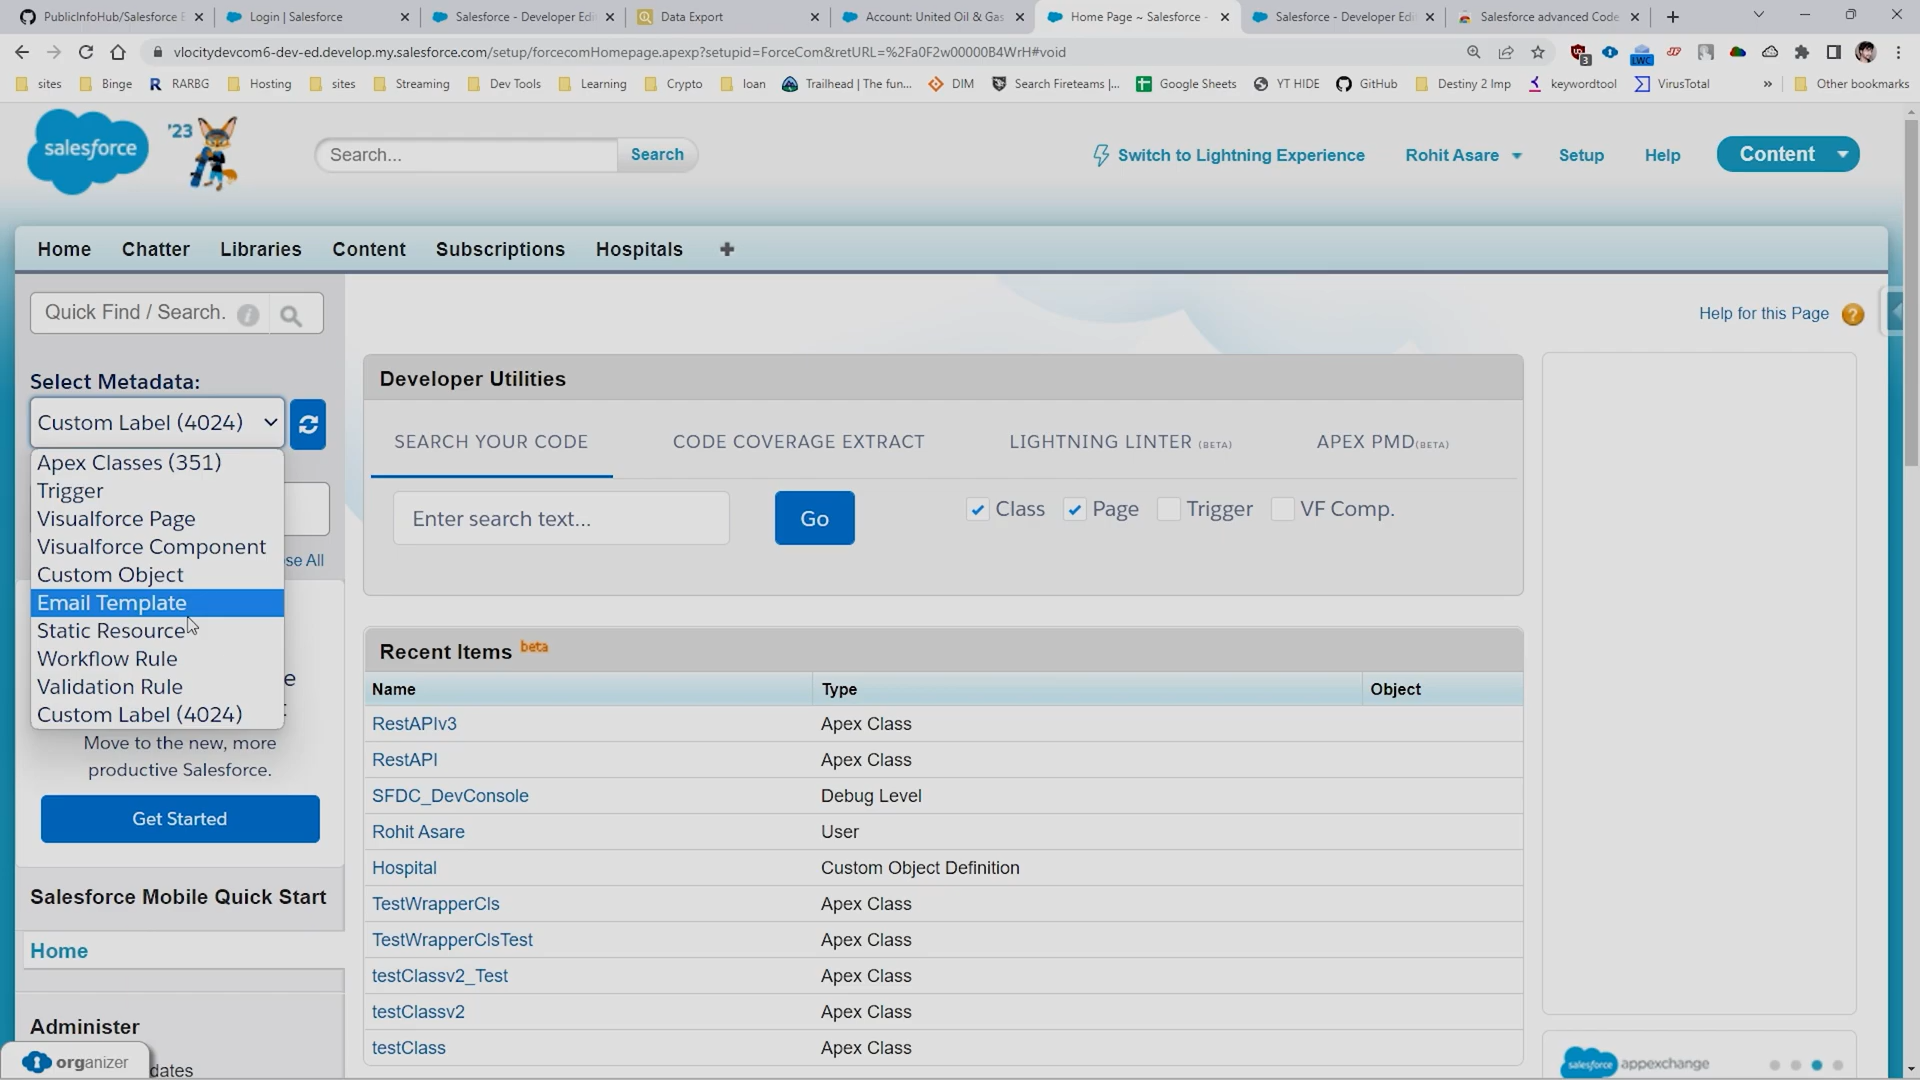 PublicInfoHub/Salesforce E
Login | Salesforce
Salesforce - Developer Edi
Data Export
Account: United Oil & Gas
Home Page ~ Salesforce -
Salesforce - Developer Edi
Salesforce advanced Code
vlocitydevcom6-dev-ed.develop.my.salesforce.com/setup/forcecomHomepage.apexp?setupid=ForceCom&retURL=%2Fa0F2w00000B4WrH#void
3
LWC
sites
Binge
RARBG
Hosting
sites
Streaming
Dev Tools
Learning
Crypto
loan
Trailhead | The fun...
DIM
Search Fireteams |...
Google Sheets
YT HIDE
GitHub
Destiny 2 Imp
keywordtool
VirusTotal
»
Other bookmarks
salesforce
'23
Search...
Search
Switch to Lightning Experience
Rohit Asare
Setup
Help
Content
Home
Chatter
Libraries
Content
Subscriptions
Hospitals
Quick Find / Search.
Help for this Page
Select Metadata:
Custom Label (4024)
Apex Classes (351)
Trigger
Visualforce Page
Visualforce Component
Custom Object
Email Template
Static Resource
Workflow Rule
Validation Rule
Custom Label (4024)
se All
e
Move to the new, more
productive Salesforce.
Get Started
Salesforce Mobile Quick Start
Home
Administer
dates
organizer
Developer Utilities
SEARCH YOUR CODE
CODE COVERAGE EXTRACT
LIGHTNING LINTER (BETA)
APEX PMD(BETA)
Enter search text...
Go
Class
Page
Trigger
VF Comp.
Recent Items beta
Name Type Object
RestAPIv3 Apex Class
RestAPI Apex Class
SFDC_DevConsole Debug Level
Rohit Asare User
Hospital Custom Object Definition
TestWrapperCls Apex Class
TestWrapperClsTest Apex Class
testClassv2_Test Apex Class
testClassv2 Apex Class
testClass Apex Class
salesforce appexchange